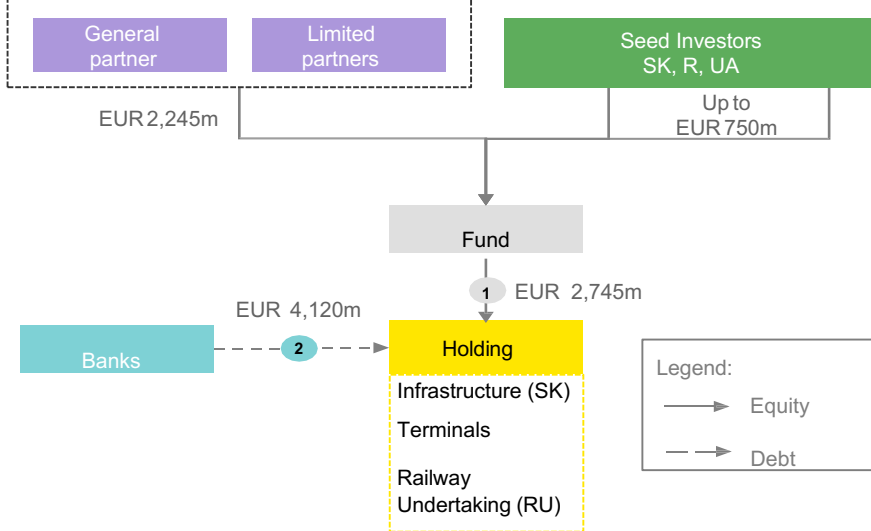 General
partner
Limited
partners
Seed Investors
SK, R, UA
EUR 2,245m
Up to
EUR 750m
Fund
1
EUR 2,745m
EUR 4,120m
Banks
2
Holding
Infrastructure (SK)
Terminals
Railway
Undertaking (RU)
Legend:
Equity
Debt